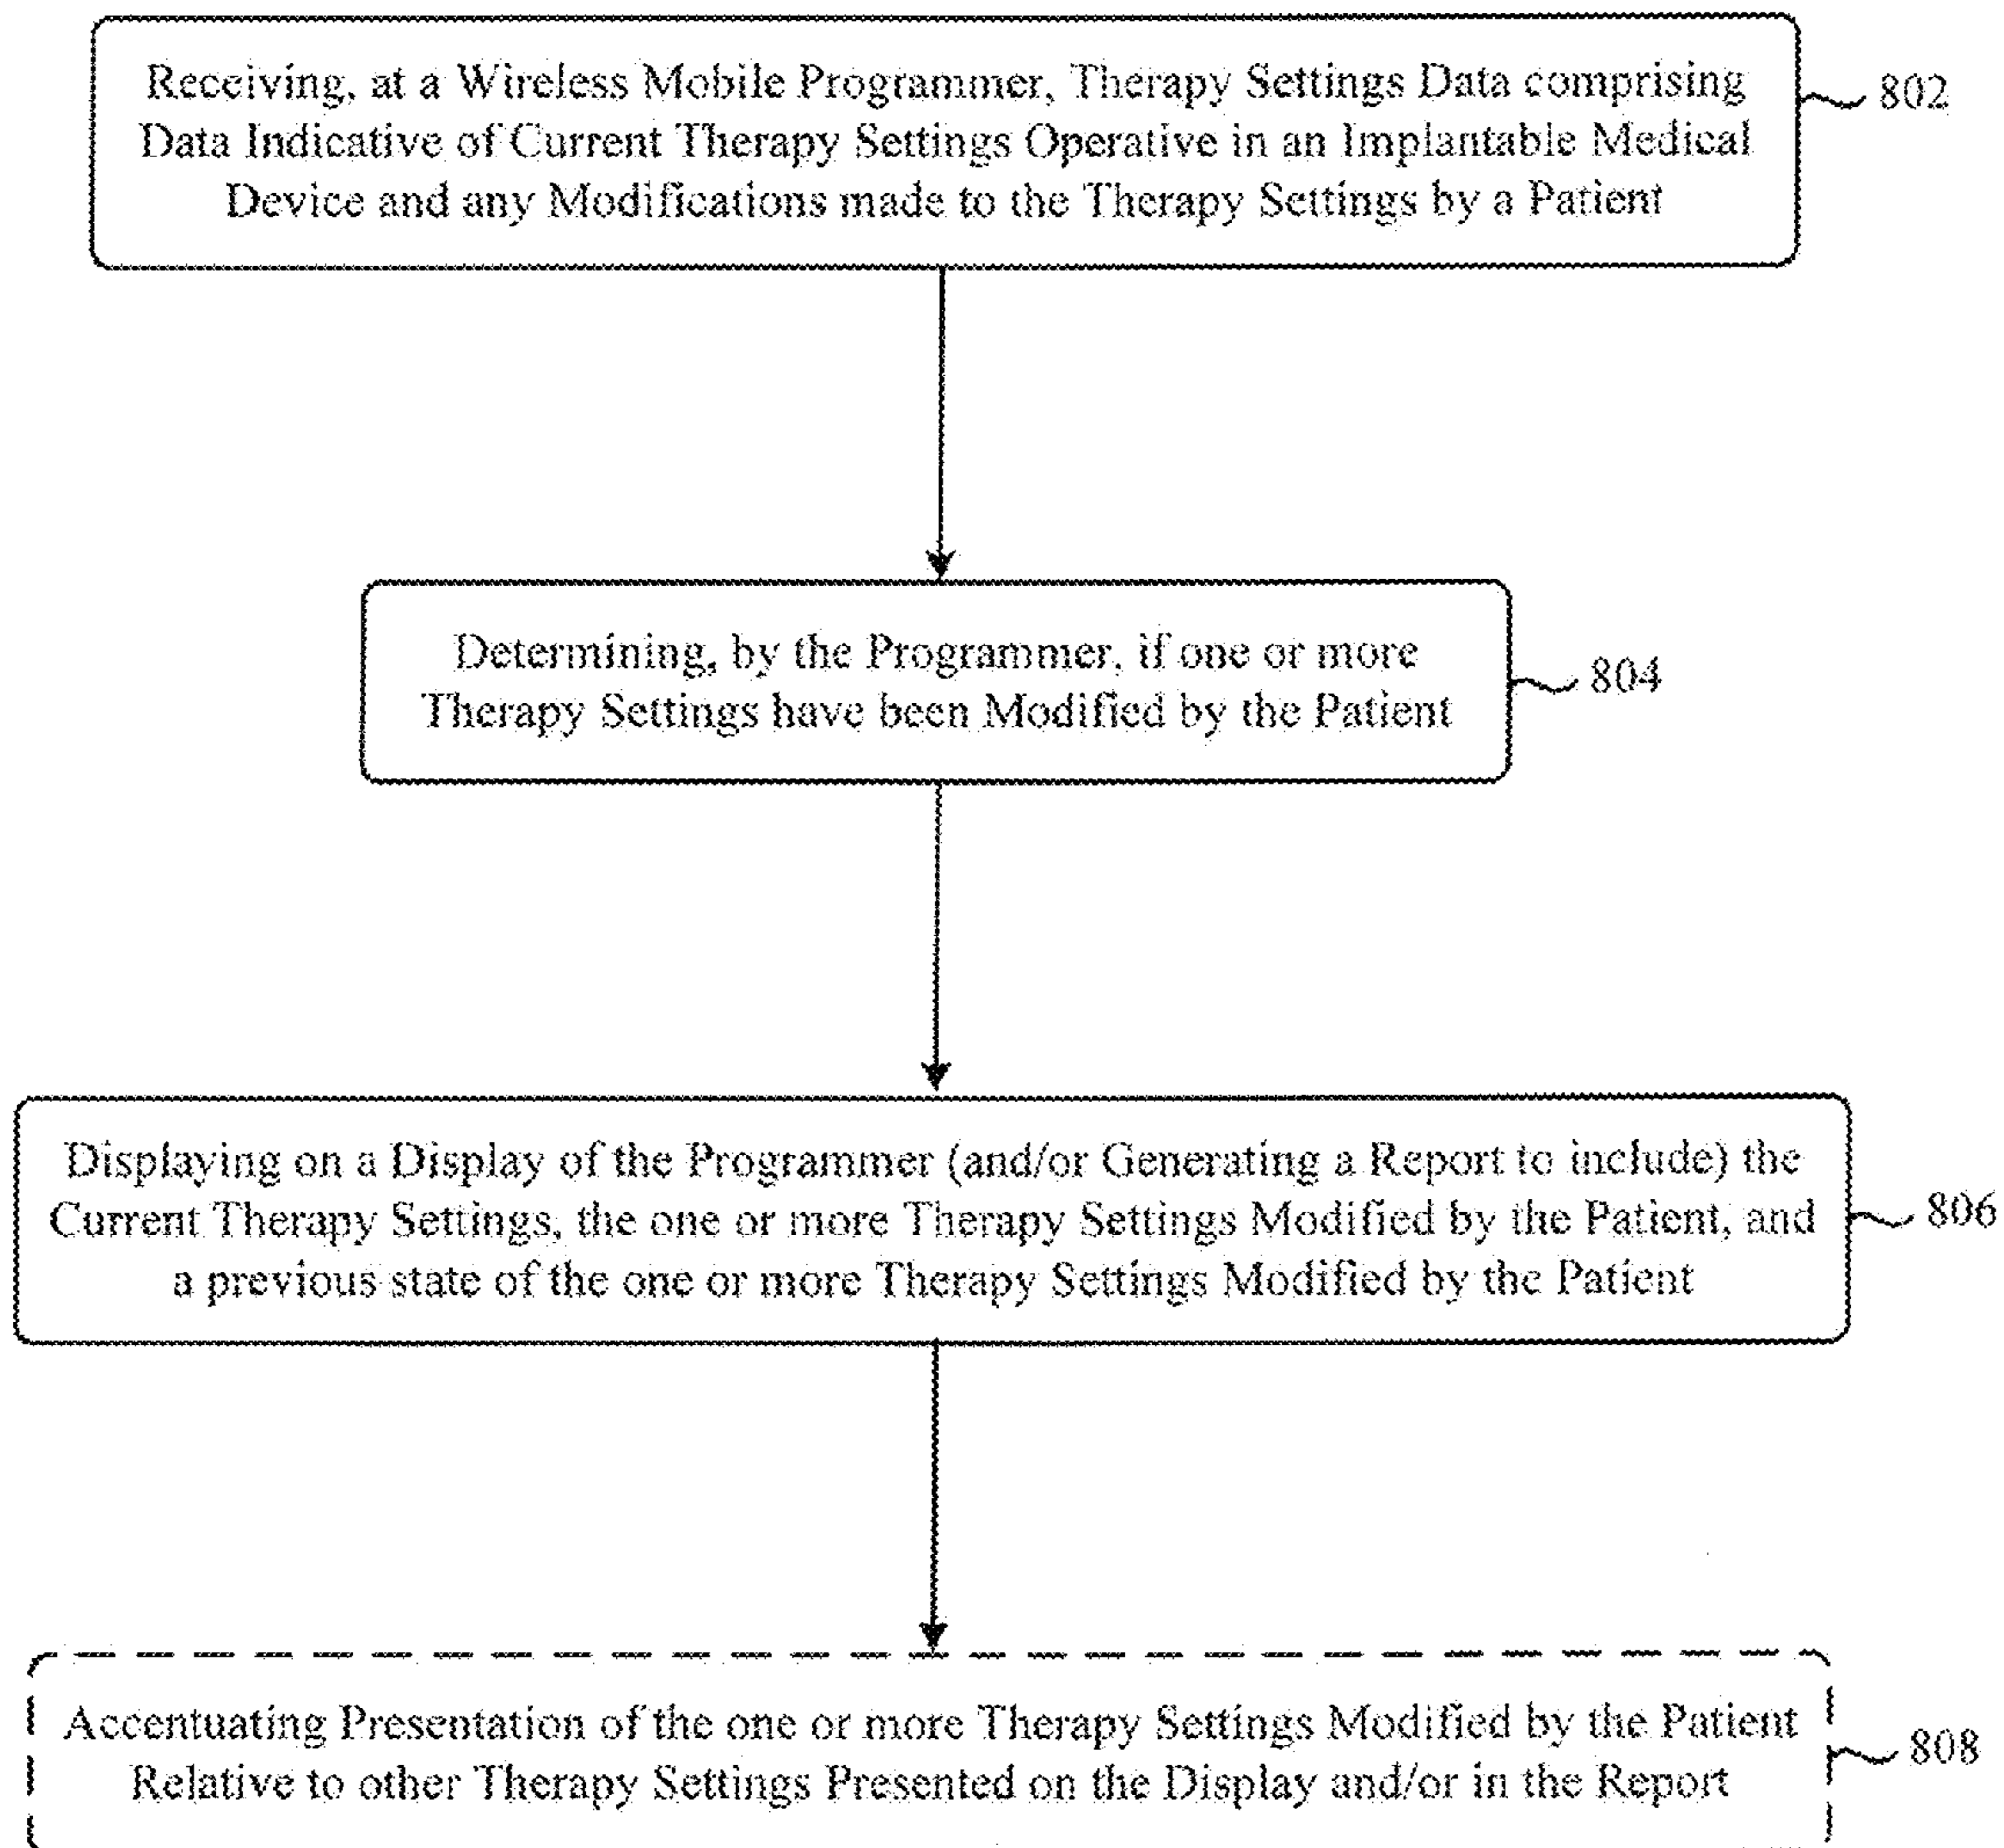 Receiving, at a Wireless Mobile Programmer, Therapy Settings Data comprising
Data Indicative of Current Therapy Settings Operative in an Implantable Medical
Device and any Modifications made to the Therapy Settings by a Patient
802
Determining, by the Programmer, if one or more
Therapy Settings have been Modified by the Patient
804
Displaying on a Display of the Programmer (and/or Generating a Report to include) the
Current Therapy Settings, the one or more Therapy Settings Modified by the Patient, and
a previous state of the one or more Therapy Settings Modified by the Patient
806
Accentuating Presentation of the one or more Therapy Settings Modified by the Patient
Relative to other Therapy Settings Presented on the Display and/or in the Report
808